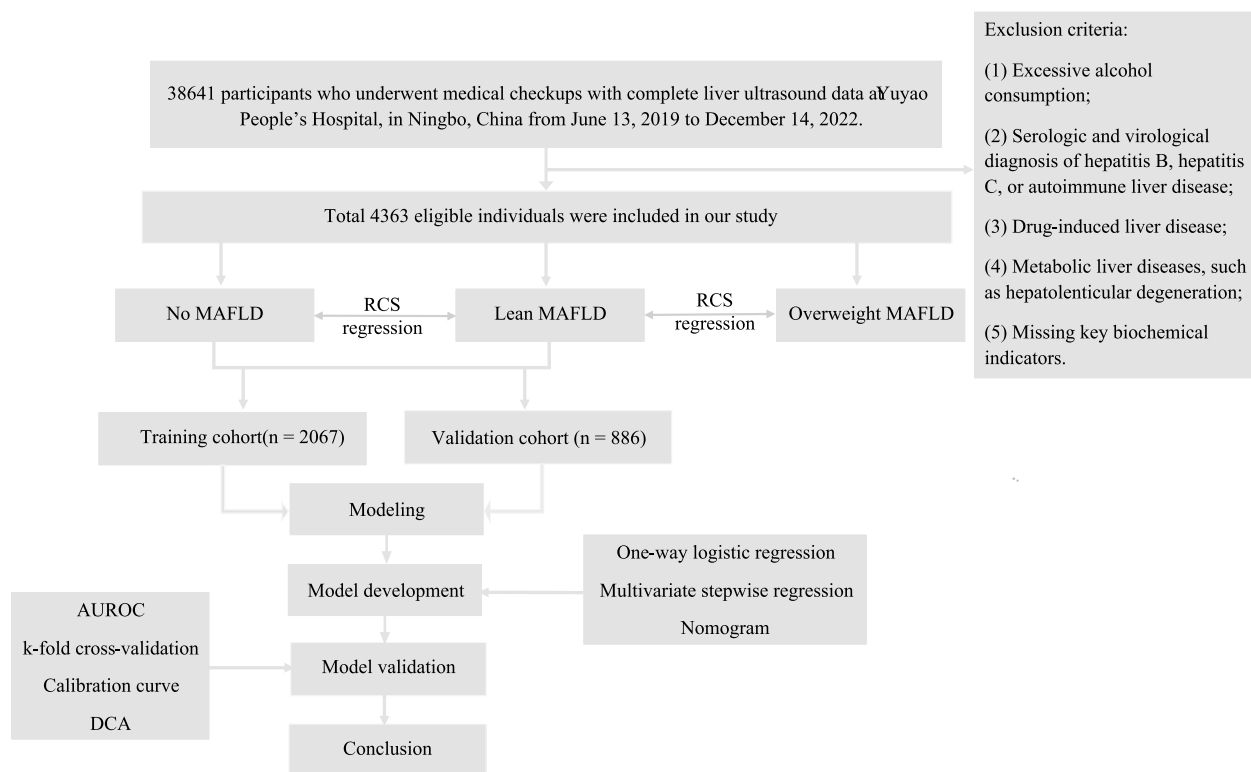 38641 participants who underwent medical checkups with complete liver ultrasound data at Yuyao
People's Hospital, in Ningbo, China from June 13, 2019 to December 14, 2022.
Exclusion criteria:
(1) Excessive alcohol
consumption;
(2) Serologic and virological
diagnosis of hepatitis B, hepatitis
C, or autoimmune liver disease;
(3) Drug-induced liver disease;
(4) Metabolic liver diseases, such
as hepatolenticular degeneration;
(5) Missing key biochemical
indicators.
Total 4363 eligible individuals were included in our study
No MAFLD
RCS
regression
Lean MAFLD
RCS
regression
Overweight MAFLD
Training cohort(n = 2067)
Validation cohort (n = 886)
Modeling
Model development
One-way logistic regression
Multivariate stepwise regression
Nomogram
AUROC
k-fold cross-validation
Calibration curve
DCA
Model validation
Conclusion